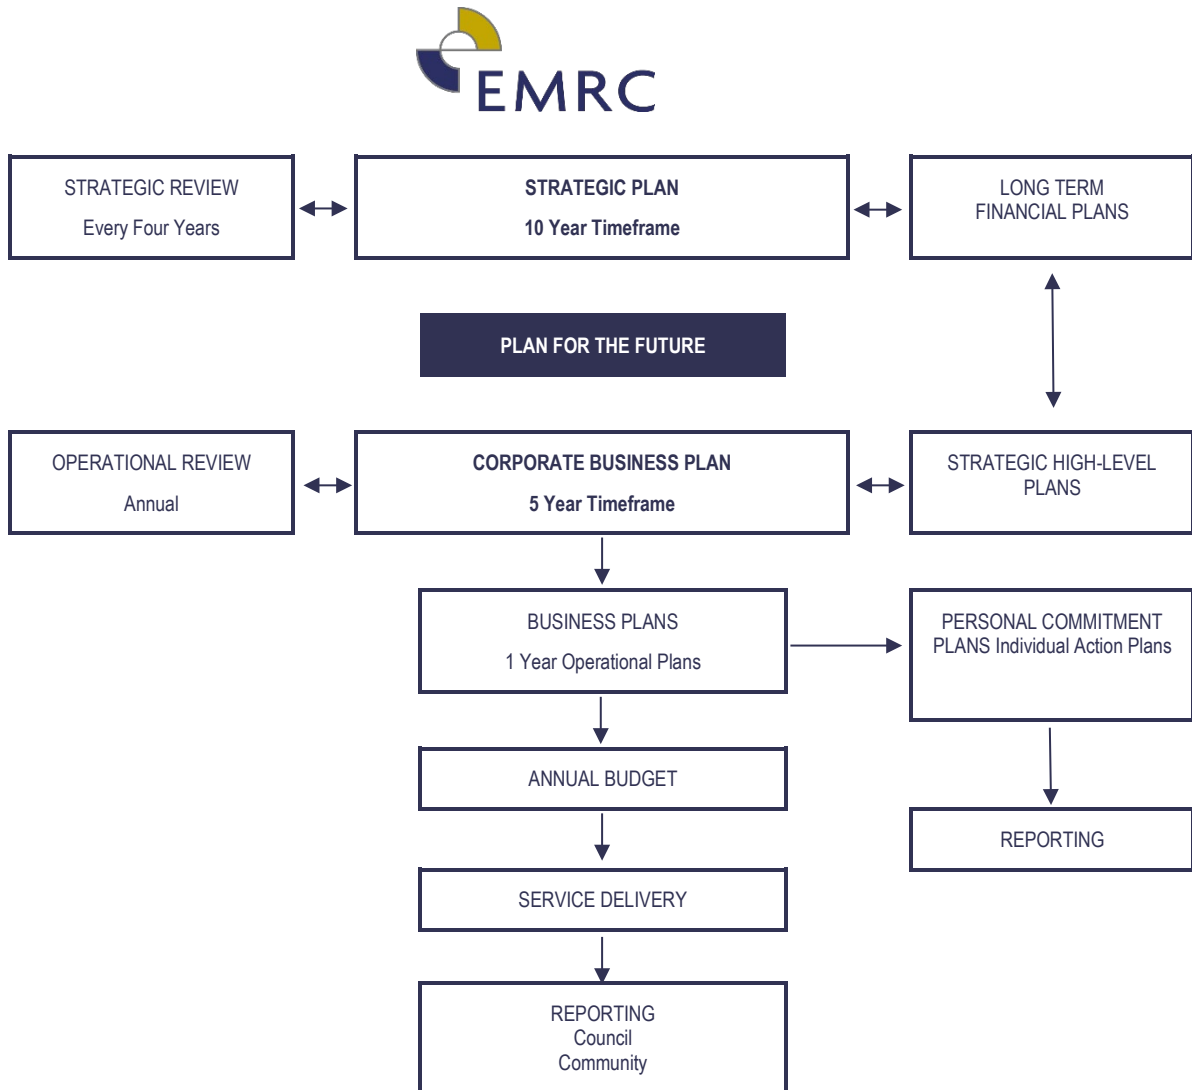 EMRC
STRATEGIC REVIEW
Every Four Years
STRATEGIC PLAN
10 Year Timeframe
LONG TERM
FINANCIAL PLANS
PLAN FOR THE FUTURE
OPERATIONAL REVIEW
Annual
CORPORATE BUSINESS PLAN
5 Year Timeframe
STRATEGIC HIGH-LEVEL
PLANS
BUSINESS PLANS
1 Year Operational Plans
PERSONAL COMMITMENT
PLANS Individual Action Plans
ANNUAL BUDGET
REPORTING
SERVICE DELIVERY
REPORTING
Council
Community